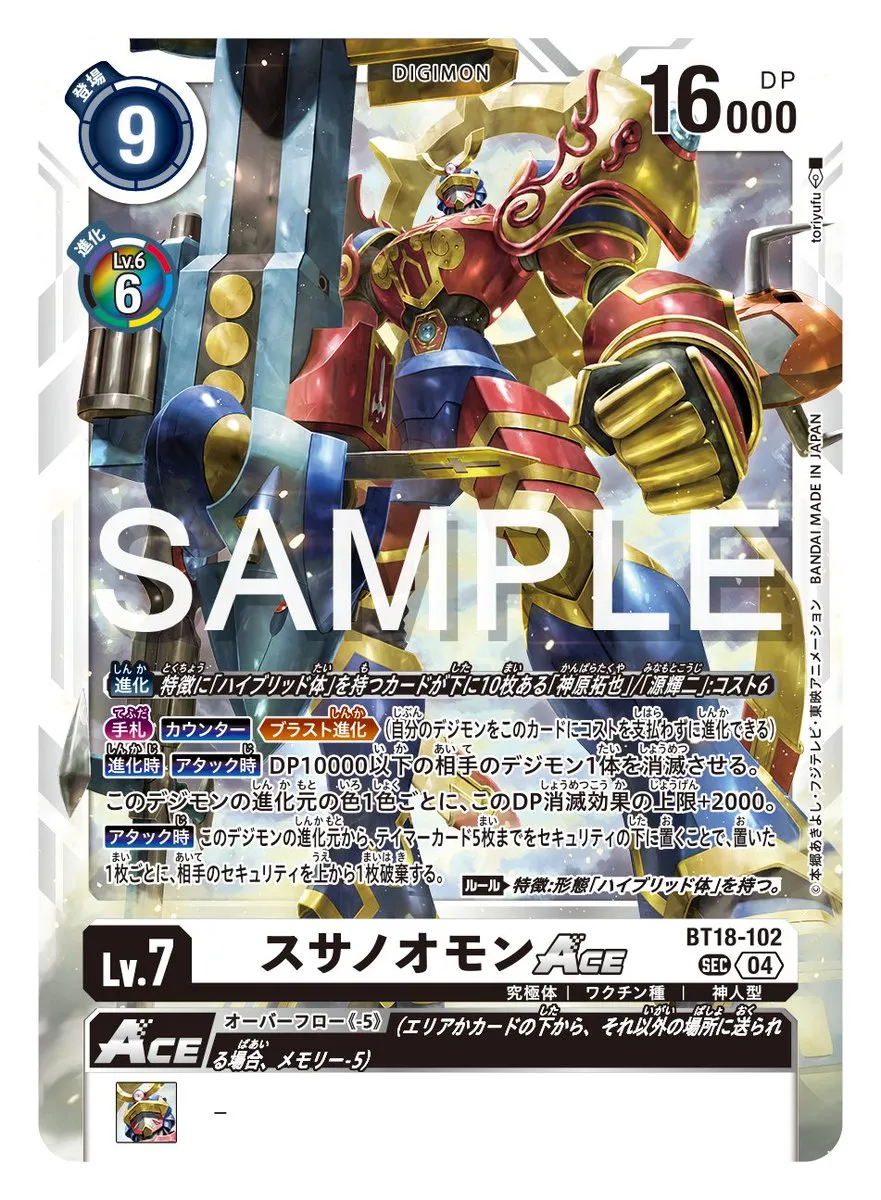 登場
9
DIGIMON
DP
16000
進化
Lv.6
6
toriyufu
SAMPLE
©本郷あきよし・フジテレビ・東映アニメーション BANDAI MADE IN JAPAN
進化 特徴に「ハイブリッド体」を持つカードが下に10枚ある「神原拓也」/「源輝二」:コスト6
手札 カウンター ブラスト進化 (自分のデジモンをこのカードにコストを支払わずに進化できる)
進化時 アタック時 DP10000以下の相手のデジモン1体を消滅させる。
このデジモンの進化元の色1色ごとに、このDP消滅効果の上限+2000。
アタック時 このデジモンの進化元から、テイマーカード5枚までをセキュリティの下に置くことで、置いた
1枚ごとに、相手のセキュリティを上から1枚破棄する。
ルール 特徴:形態「ハイブリッド体」を持つ。
Lv.7
スサノオモン ACE
BT18-102
SEC 04
究極体 | ワクチン種 | 神人型
ACE オーバーフロー《-5》 (エリアかカードの下から、それ以外の場所に送られ
る場合、メモリー-5)
–